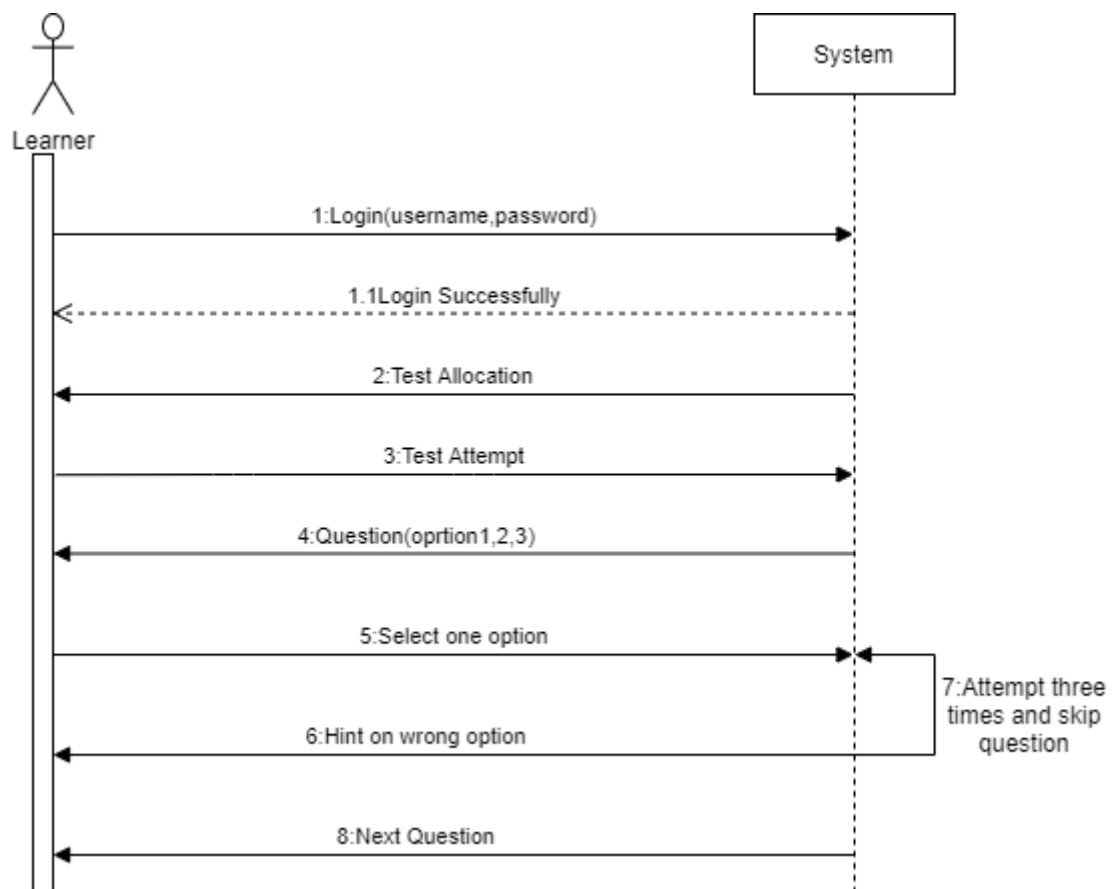 System
Learner
1:Login(username,password)
1.1Login Successfully
2:Test Allocation
3:Test Attempt
4:Question(oprtion1,2,3)
5:Select one option
7:Attempt three
times and skip
question
6:Hint on wrong option
8:Next Question